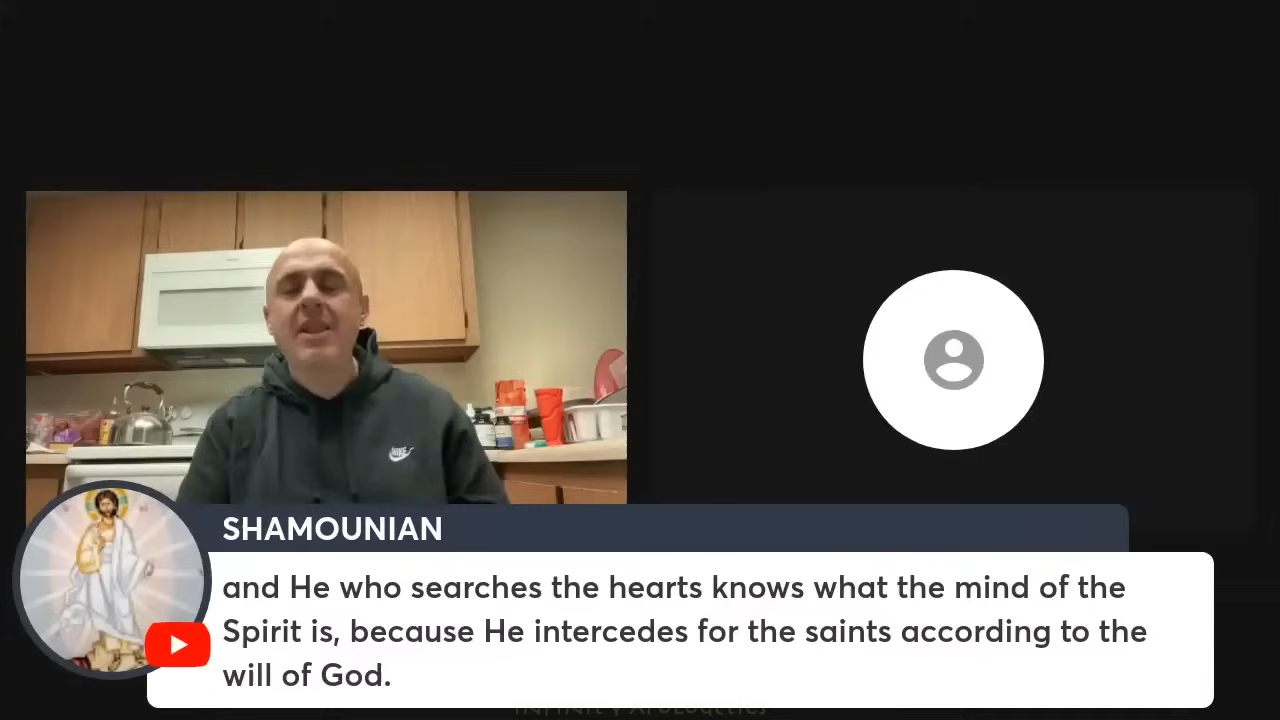 NIKE
SHAMOUNIAN
and He who searches the hearts knows what the mind of the
Spirit is, because He intercedes for the saints according to the
will of God.